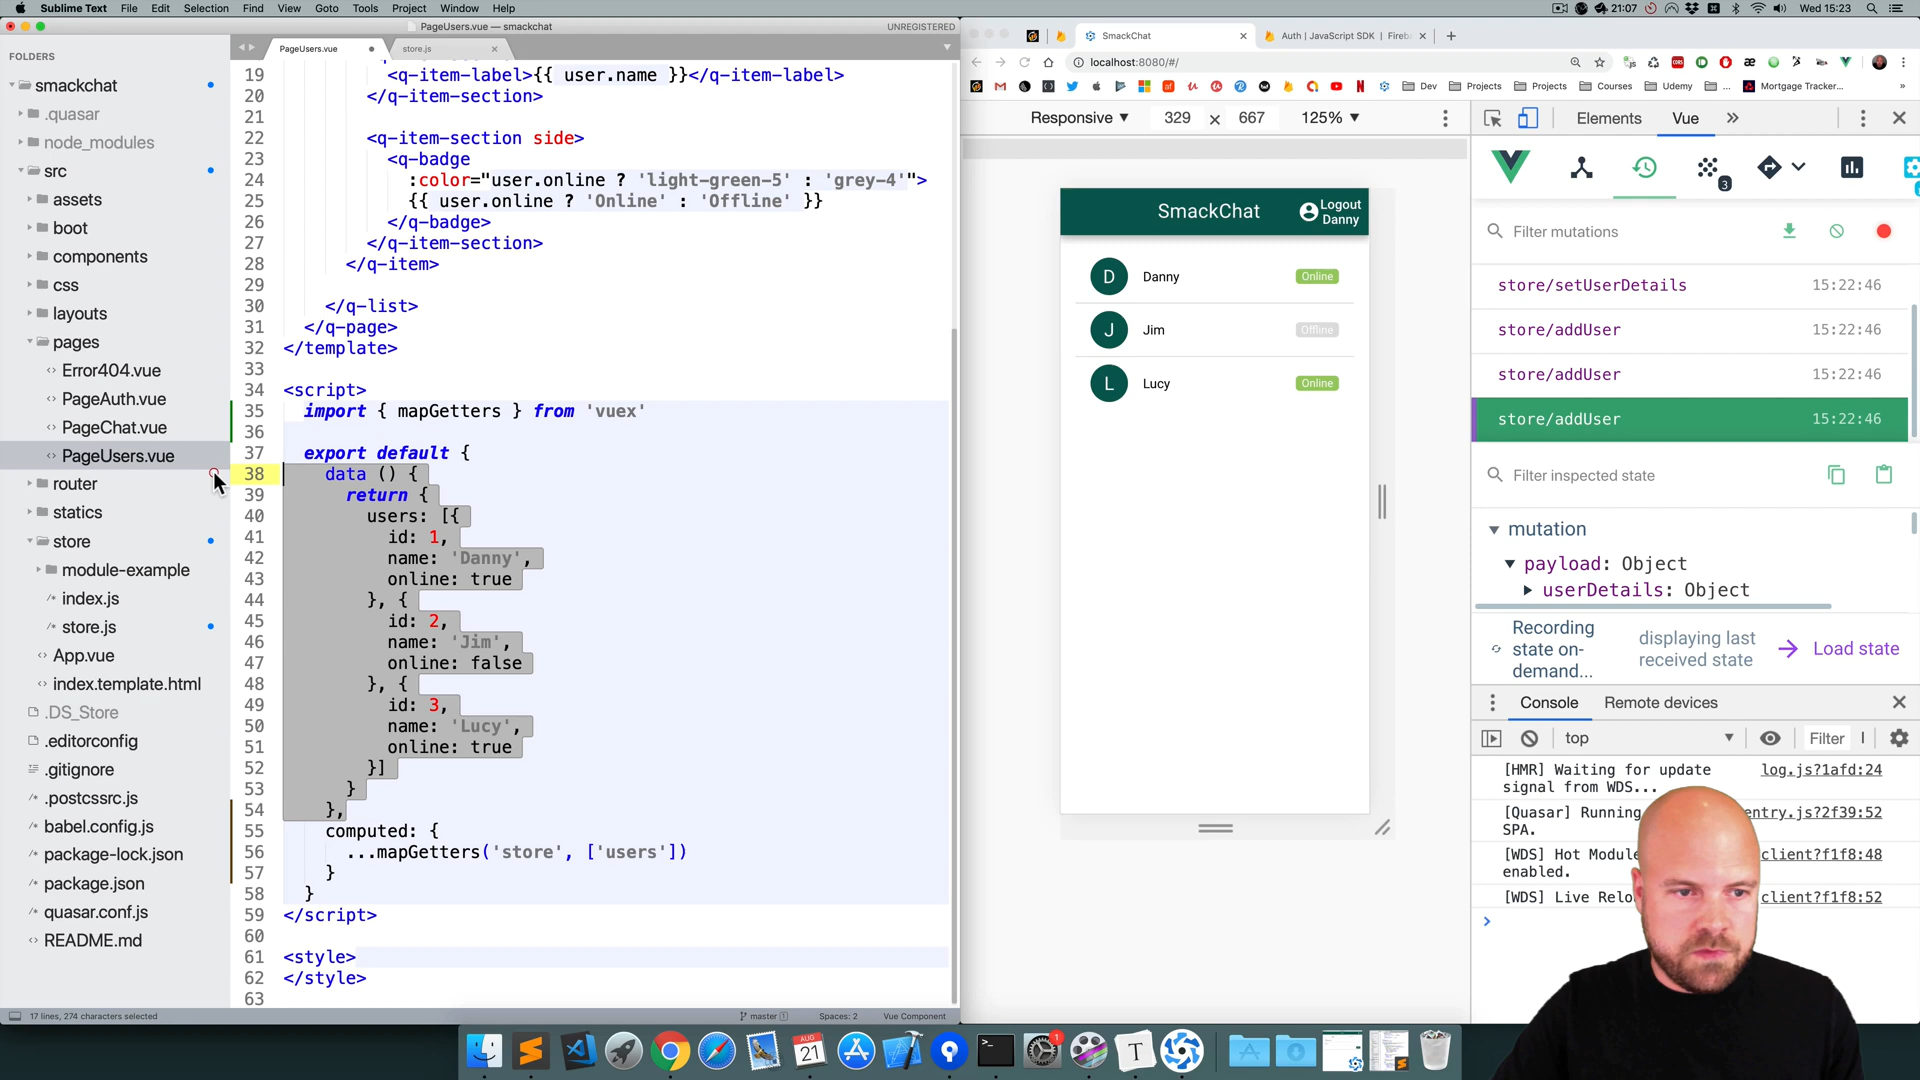 Sublime Text File Edit Selection Find View Goto Tools Project Window Help
21:07 Wed 15:23
PageUsers.vue — smackchat
UNREGISTERED
FOLDERS
smackchat
.quasar
node_modules
src
assets
boot
components
css
layouts
pages
Error404.vue
PageAuth.vue
PageChat.vue
PageUsers.vue
router
statics
store
module-example
index.js
store.js
App.vue
index.template.html
.DS_Store
.editorconfig
.gitignore
.postcssrc.js
babel.config.js
package-lock.json
package.json
quasar.conf.js
README.md
PageUsers.vue
store.js
19 <q-item-label>{{ user.name }}</q-item-label>
20 </q-item-section>
21
22 <q-item-section side>
23 <q-badge
24 :color="user.online ? 'light-green-5' : 'grey-4'">
25 {{ user.online ? 'Online' : 'Offline' }}
26 </q-badge>
27 </q-item-section>
28 </q-item>
29
30 </q-list>
31 </q-page>
32 </template>
33
34 <script>
35 import { mapGetters } from 'vuex'
36
37 export default {
38 data () {
39 return {
40 users: [{
41 id: 1,
42 name: 'Danny',
43 online: true
44 }, {
45 id: 2,
46 name: 'Jim',
47 online: false
48 }, {
49 id: 3,
50 name: 'Lucy',
51 online: true
52 }]
53 }
54 },
55 computed: {
56 ...mapGetters('store', ['users'])
57 }
58 }
59 </script>
60
61 <style>
62 </style>
63
17 lines, 274 characters selected
master 1
Spaces: 2
Vue Component
SmackChat
Auth | JavaScript SDK | Fireb
localhost:8080/#/
Dev Projects Projects Courses Udemy ... Mortgage Tracker... »
Responsive 329 × 667 125%
SmackChat
Logout
Danny
D Danny Online
J Jim Offline
L Lucy Online
Elements Vue »
3
Filter mutations
store/setUserDetails 15:22:46
store/addUser 15:22:46
store/addUser 15:22:46
store/addUser 15:22:46
Filter inspected state
mutation
payload: Object
userDetails: Object
Recording
state on-
demand...
displaying last
received state
Load state
Console Remote devices
top Filter
[HMR] Waiting for update
signal from WDS...
log.js?1afd:24
[Quasar] Running
SPA.
entry.js?2f39:52
[WDS] Hot Module
enabled.
client?f1f8:48
[WDS] Live Relo
client?f1f8:52
AUG
21
1
T